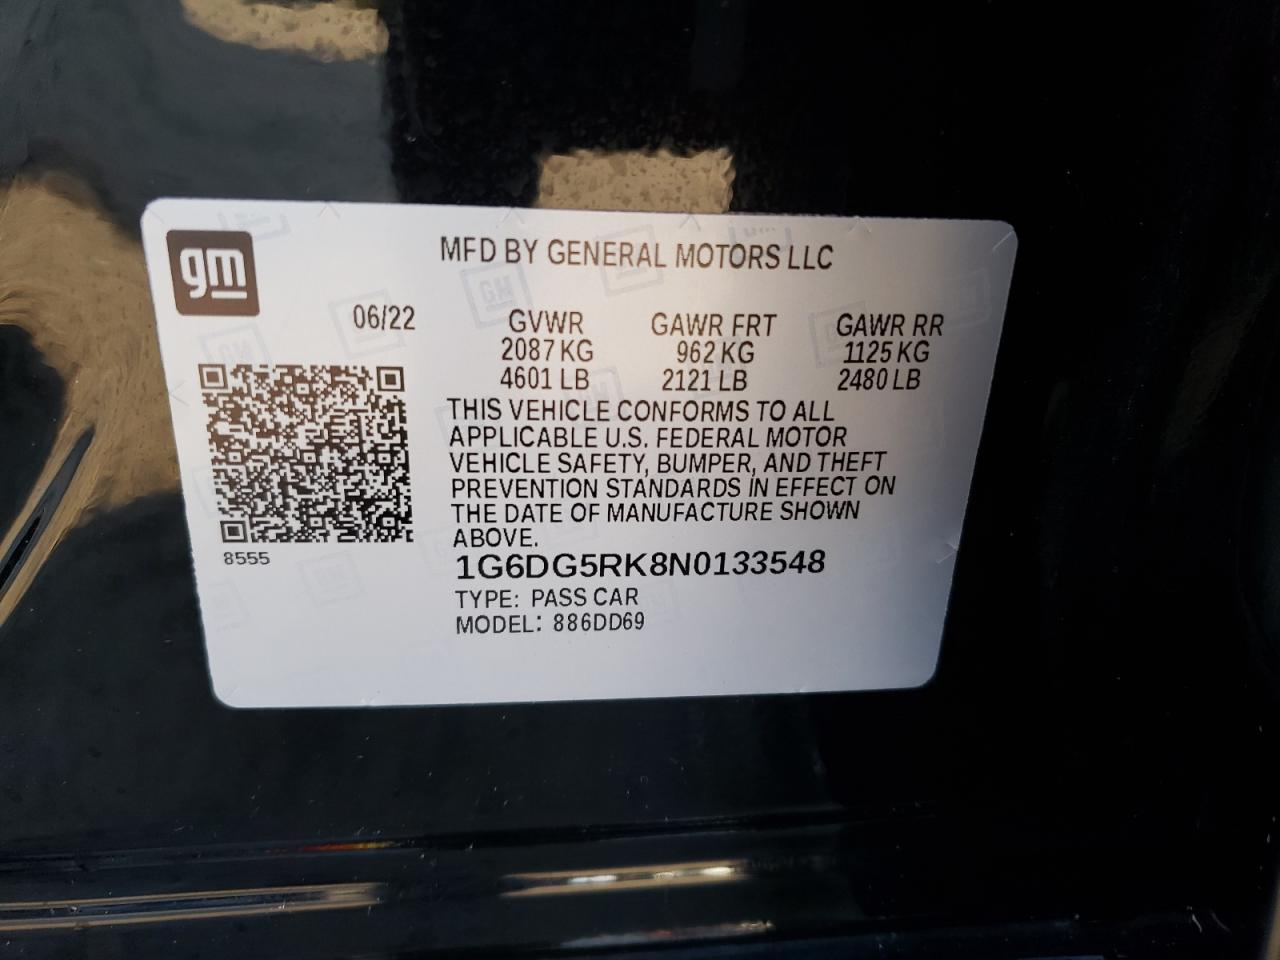 gm
MFD BY GENERAL MOTORS LLC
06/22
GVWR GAWR FRT GAWR RR
2087 KG 962 KG 1125 KG
4601 LB 2121 LB 2480 LB
THIS VEHICLE CONFORMS TO ALL
APPLICABLE U.S. FEDERAL MOTOR
VEHICLE SAFETY, BUMPER, AND THEFT
PREVENTION STANDARDS IN EFFECT ON
THE DATE OF MANUFACTURE SHOWN
ABOVE.
8555
1G6DG5RK8N0133548
TYPE: PASS CAR
MODEL: 886DD69